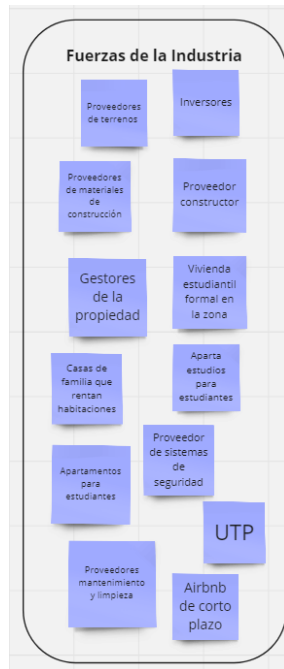 Fuerzas de la Industria
Proveedores
de terrenos
Inversores
Proveedores
de materiales
de
construcción
Proveedor
constructor
Gestores
de la
propiedad
Vivienda
estudiantil
formal en
la zona
Casas de
familia que
rentan
habitaciones
Aparta
estudios
para
estudiantes
Proveedor
de sistemas
de
seguridad
Apartamentos
para
estudiantes
UTP
Proveedores
mantenimiento
y limpieza
Airbnb
de corto
plazo